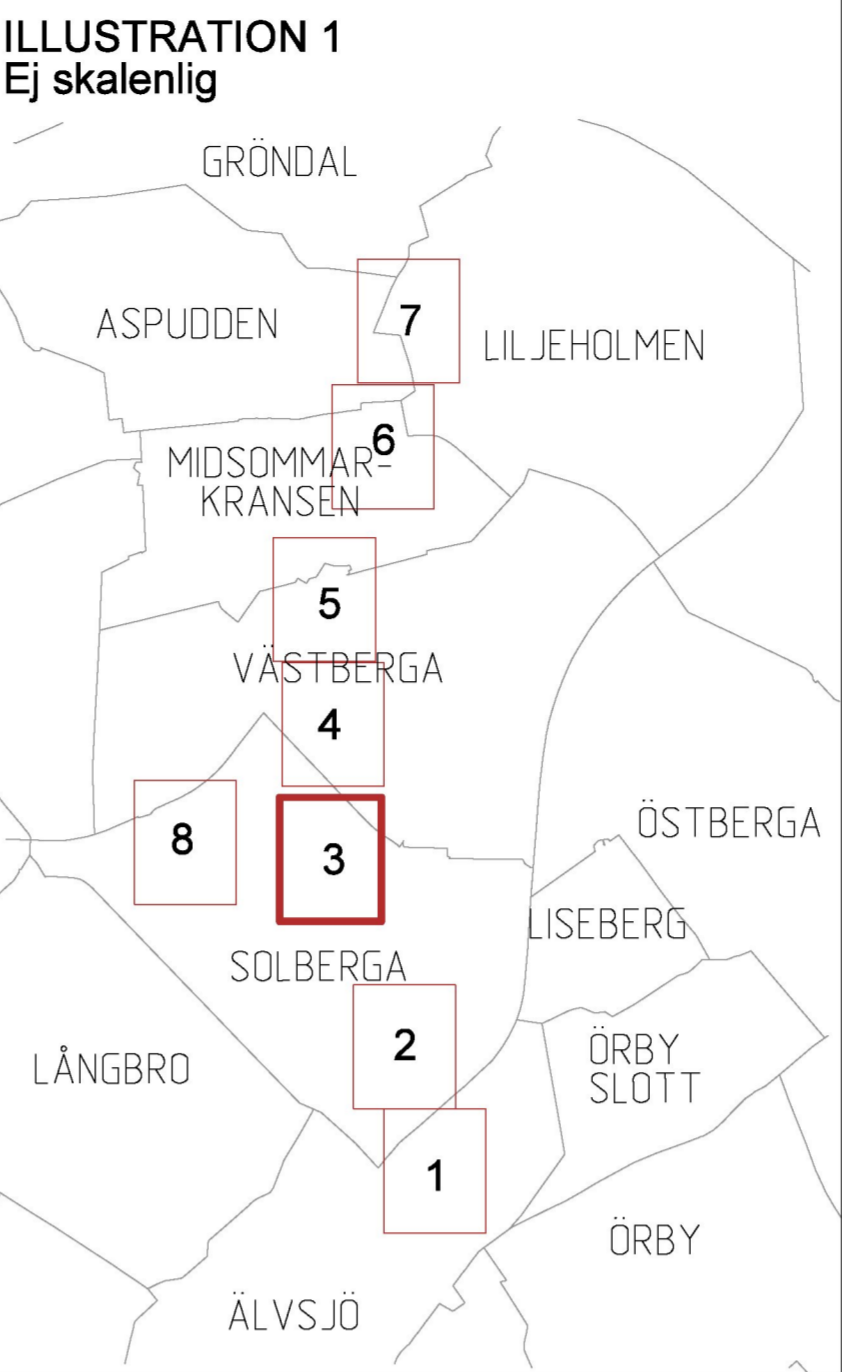 ILLUSTRATION 1
Ej skalenlig
GRÖNDAL
ASPUDDEN
7
LILJEHOLMEN
6
MIDSOMMAR-
KRANSEN
5
VÄSTBERGA
4
8
3
ÖSTBERGA
LISEBERG
SOLBERGA
2
ÖRBY
SLOTT
LÅNGBRO
1
ÖRBY
ÄLVSJÖ